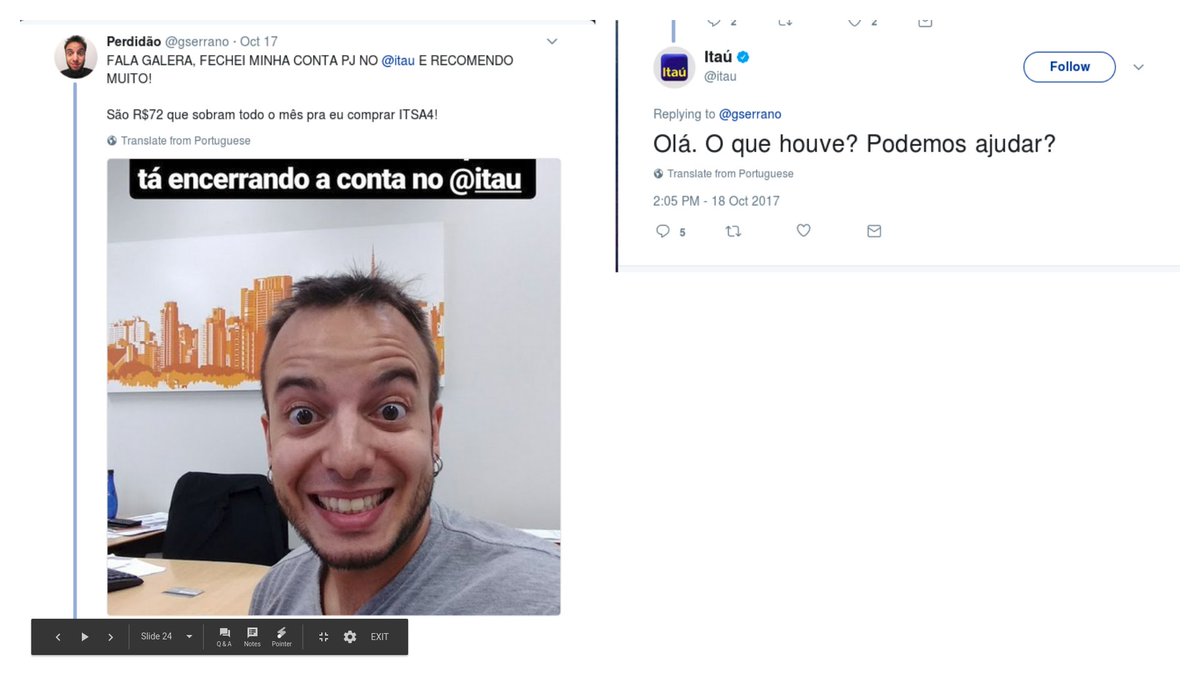 Perdidão @gserrano · Oct 17
FALA GALERA, FECHEI MINHA CONTA PJ NO @itau E RECOMENDO
MUITO!
São R$72 que sobram todo o mês pra eu comprar ITSA4!
Translate from Portuguese
tá encerrando a conta no @itau
Slide 24
Q & A
Notes
Pointer
EXIT
2
2
Itaú
Itaú
@itau
Follow
Replying to @gserrano
Olá. O que houve? Podemos ajudar?
Translate from Portuguese
2:05 PM - 18 Oct 2017
5